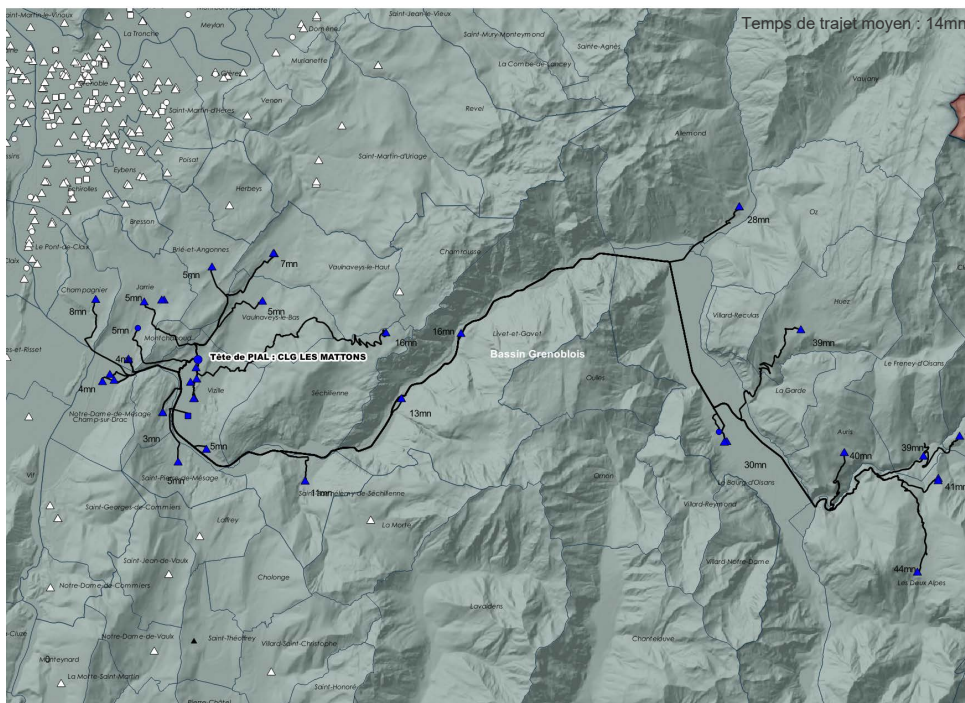 Saint-Martin-le-Vinoux
La Tronche
Meylan
Domène
Saint-Jean-le-Vieux
Murianette
Saint-Mury-Monteymond
Sainte-Agnès
La Combe-de-Lancey
Temps de trajet moyen : 14mn
Vaujany
Saint-Martin-d'Hères
Venon
Revel
Allemond
Poisat
Eybens
Saint-Martin-d'Uriage
Herbeys
Bresson
Oz
Le Pont-de-Claix
Claix
28mn
Brié-et-Angonnes
Chamrousse
7mn
5mn
Vaulnaveys-le-Haut
Champagnier
Jarrie
5mn
5mn
8mn
Vaulnaveys-le-Bas
Huez
Villard-Reculas
5mn
Montchaboud
16mn
16mn
Livet-et-Gavet
39mn
4mn
Tête de PIAL : CLG LES MATTONS
Bassin Grenoblois
Le Freney-d'Oisans
4mn
Vizille
Séchilienne
Oulles
La Garde
Notre-Dame-de-Mésage
Champ-sur-Drac
13mn
Auris
3mn
5mn
39mn
40mn
Vif
30mn
Ornon
Le Bourg-d'Oisans
5mn
41mn
11mn
Villard-Reymond
Saint-Georges-de-Commiers
Laffrey
La Morte
Saint-Jean-de-Vaulx
Villard-Notre-Dame
44mn
Les Deux Alpes
Cholonge
Notre-Dame-de-Commiers
Lavaldens
Notre-Dame-de-Vaulx
Saint-Théoffrey
Villard-Saint-Christophe
Chantelouve
Monteynard
La Motte-Saint-Martin
Saint-Honoré
Pierre-Châtel